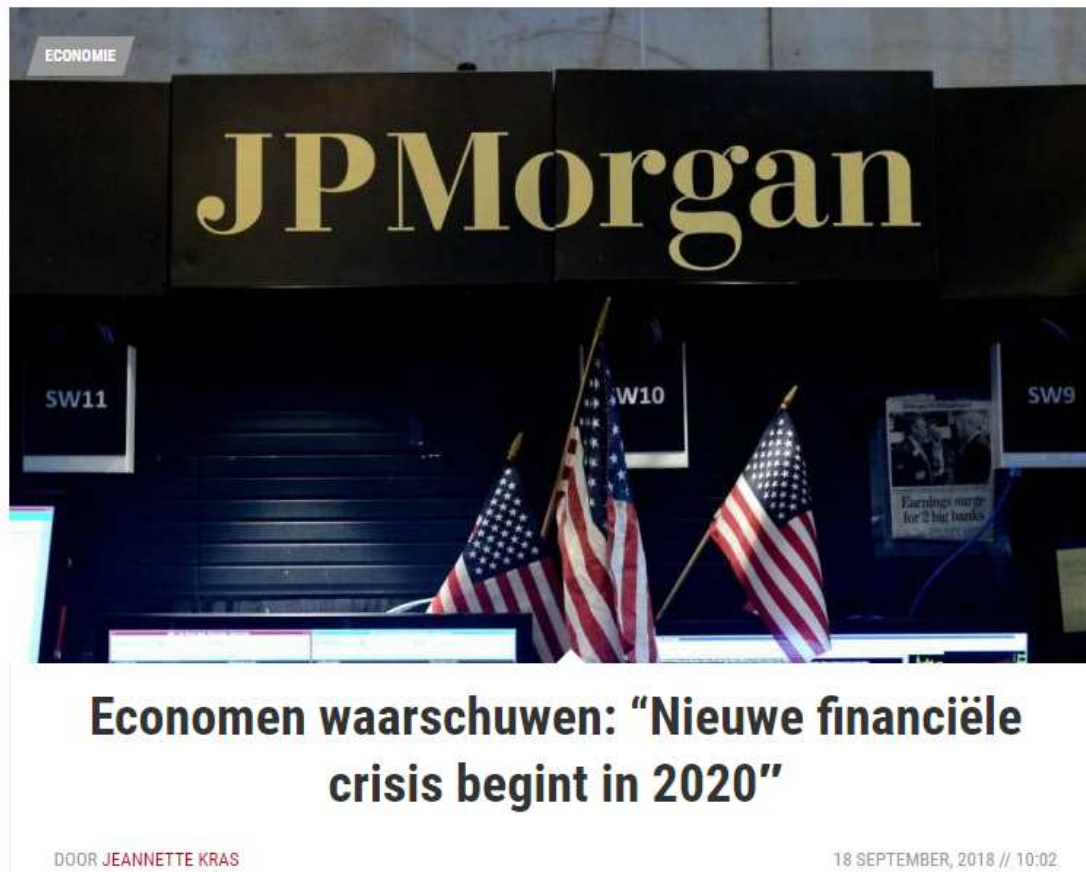 ECONOMIE
JPMorgan
SW11
W10
SW9
Earnings surge
for 2 big banks
Economen waarschuwen: “Nieuwe financiële
crisis begint in 2020”
DOOR JEANNETTE KRAS
18 SEPTEMBER, 2018 // 10:02